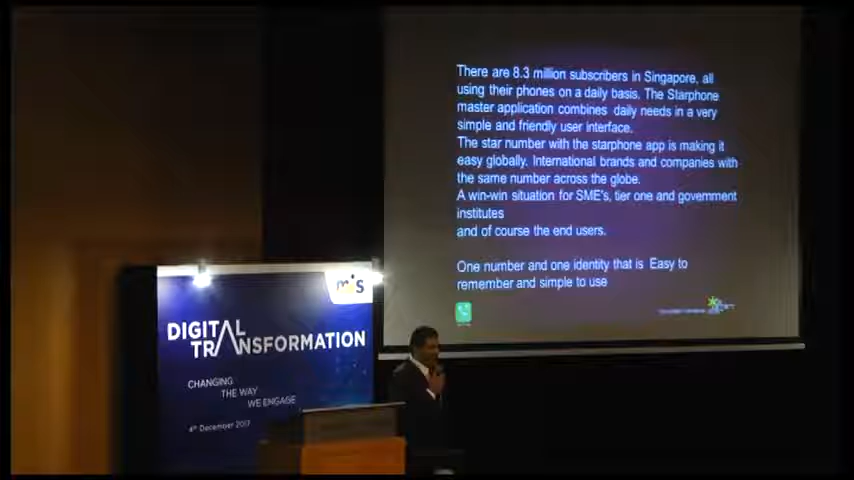 There are 8.3 million subscribers in Singapore, all
using their phones on a daily basis. The Starphone
master application combines daily needs in a very
simple and friendly user interface.
The star number with the starphone app is making it
easy globally. International brands and companies with
the same number across the globe.
A win-win situation for SME's, tier one and government
institutes
and of course the end users.
One number and one identity that is Easy to
remember and simple to use
DIGITAL
TRANSFORMATION
CHANGING
THE WAY
WE ENGAGE
4th December 2017